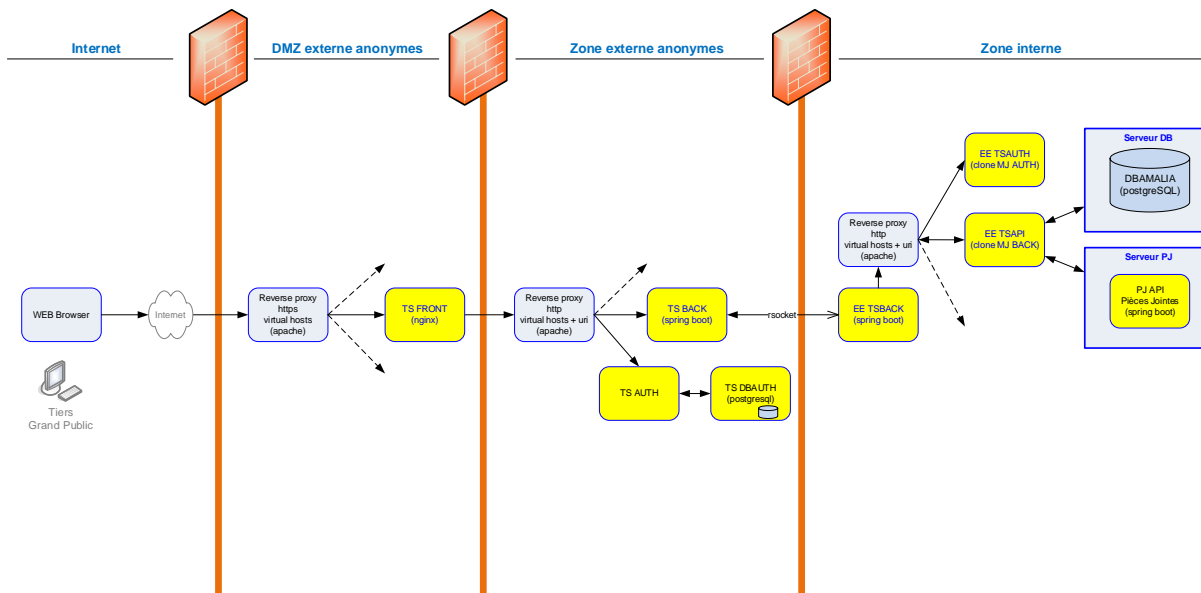 Internet
DMZ externe anonymes
Zone externe anonymes
Zone interne
WEB Browser
Internet
Tiers
Grand Public
Reverse proxy
https
virtual hosts
(apache)
TS FRONT
(nginx)
Reverse proxy
http
virtual hosts + uri
(apache)
TS BACK
(spring boot)
TS AUTH
TS DBAUTH
(postgresql)
rsocket
EE TSBACK
(spring boot)
Reverse proxy
http
virtual hosts + uri
(apache)
EE TSAUTH
(clone MJ AUTH)
EE TSAPI
(clone MJ BACK)
Serveur DB
DBAMALIA
(postgreSQL)
Serveur PJ
PJ API
Pièces Jointes
(spring boot)